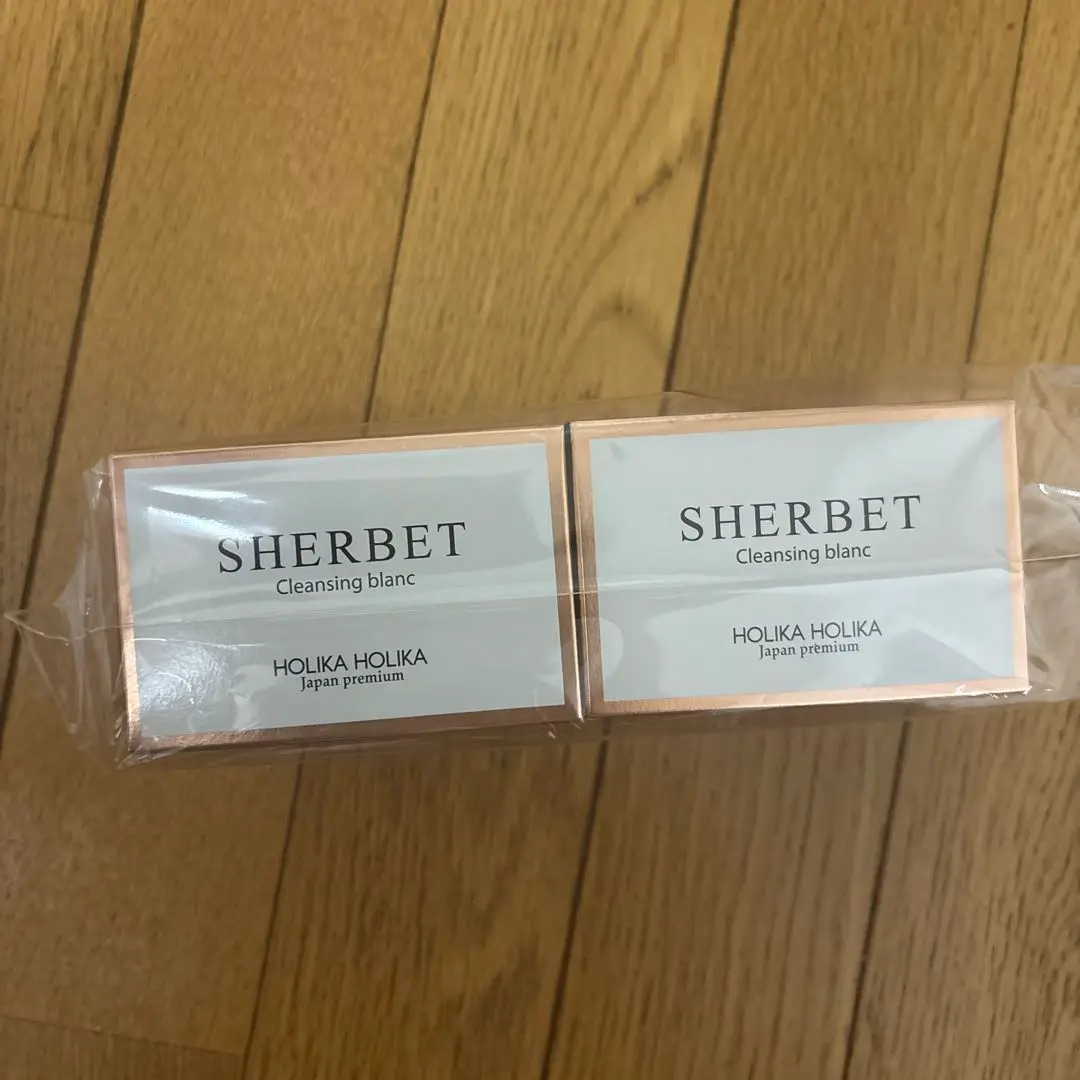 SHERBET
Cleansing blanc
HOLIKA HOLIKA
Japan premium
SHERBET
Cleansing blanc
HOLIKA HOLIKA
Japan premium